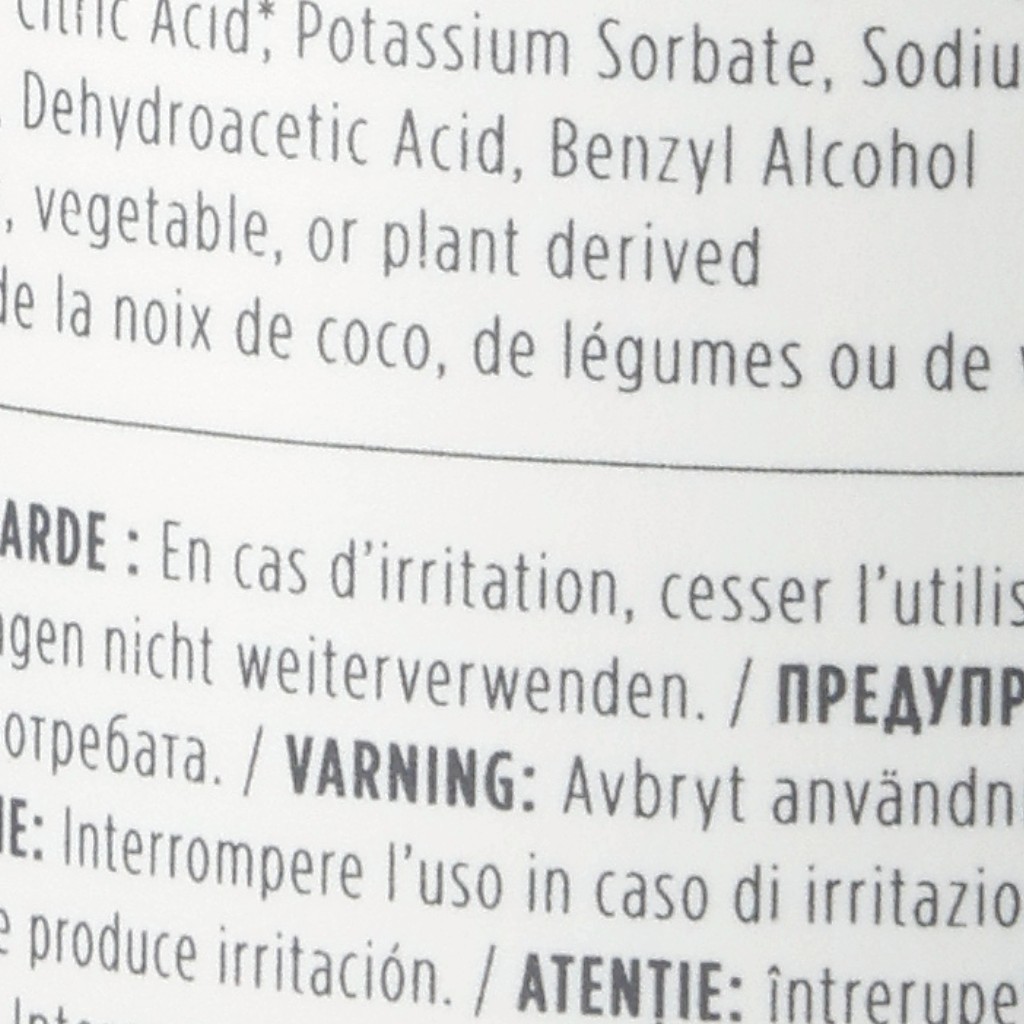 Citric Acid*, Potassium Sorbate, Sodiu
, Dehydroacetic Acid, Benzyl Alcohol
, vegetable, or plant derived
de la noix de coco, de légumes ou de
ARDE : En cas d'irritation, cesser l'utilis
gen nicht weiterverwenden. / ПРЕДУПР
отребата. / VARNING: Avbryt användn
IE: Interrompere l'uso in caso di irritazio
e produce irritación. / ATENȚIE: întrerupe